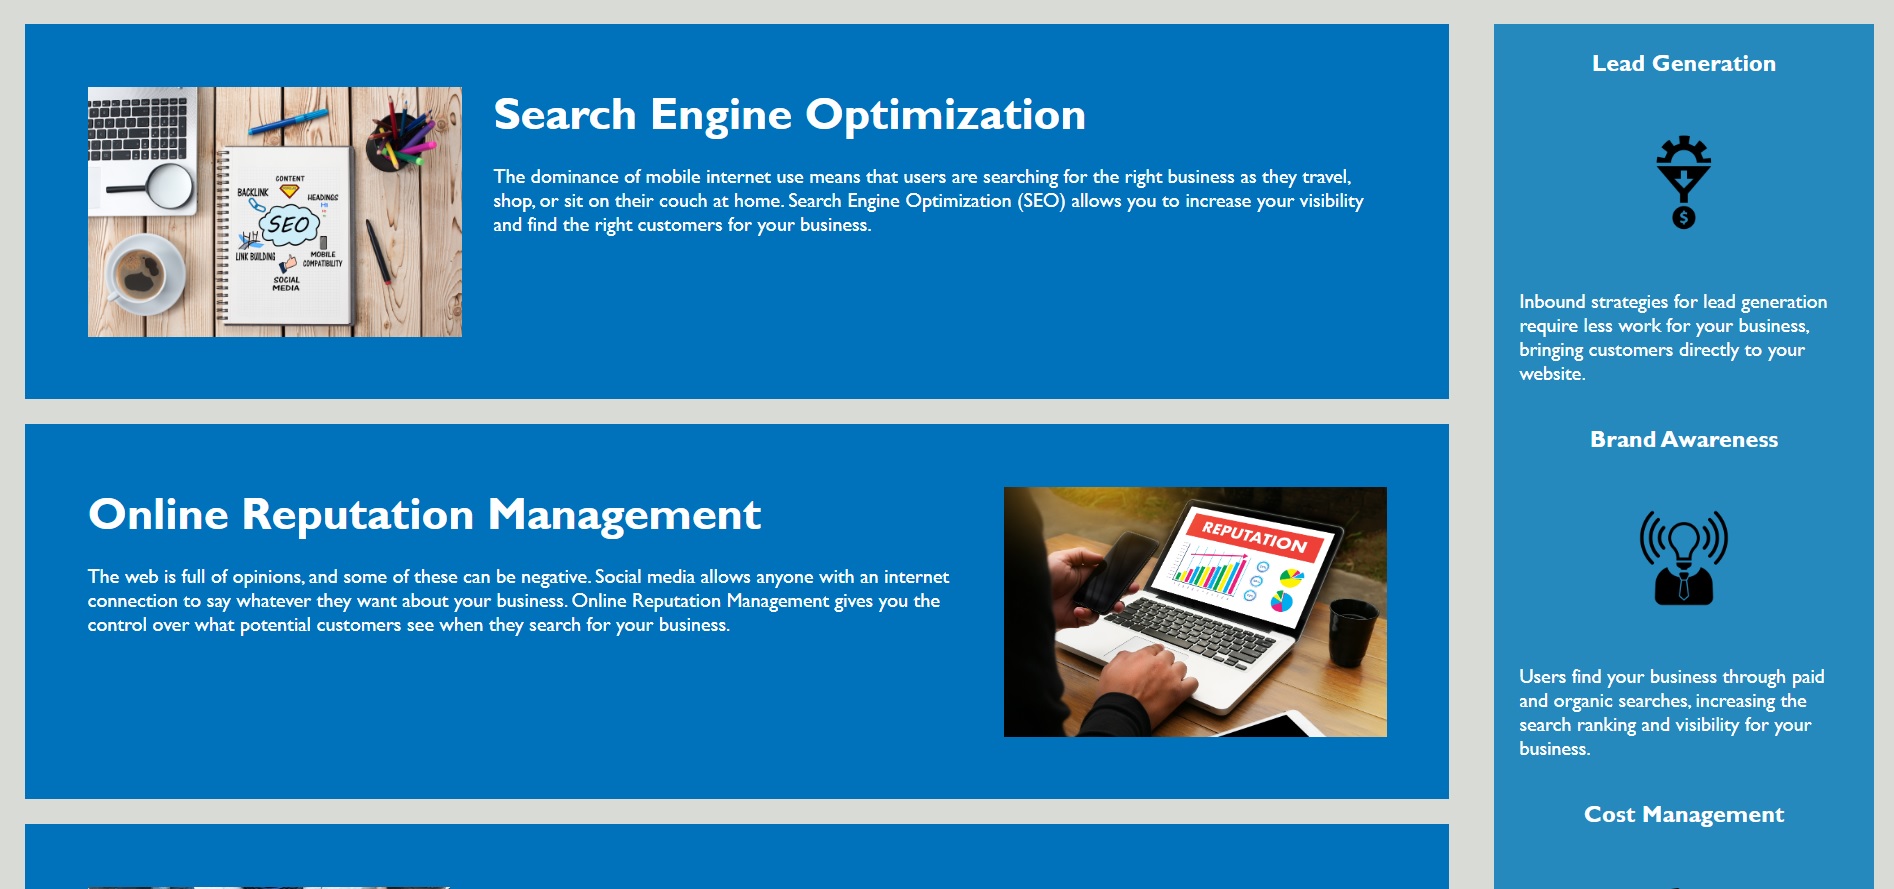 Search Engine Optimization
The dominance of mobile internet use means that users are searching for the right business as they travel,
shop, or sit on their couch at home. Search Engine Optimization (SEO) allows you to increase your visibility
and find the right customers for your business.
CONTENT
BACKLINK
HEADINGS
H1
SEO
LINK BUILDING
MOBILE
COMPATIBILITY
SOCIAL
MEDIA
Online Reputation Management
The web is full of opinions, and some of these can be negative. Social media allows anyone with an internet
connection to say whatever they want about your business. Online Reputation Management gives you the
control over what potential customers see when they search for your business.
REPUTATION
Lead Generation
$
Inbound strategies for lead generation
require less work for your business,
bringing customers directly to your
website.
Brand Awareness
Users find your business through paid
and organic searches, increasing the
search ranking and visibility for your
business.
Cost Management